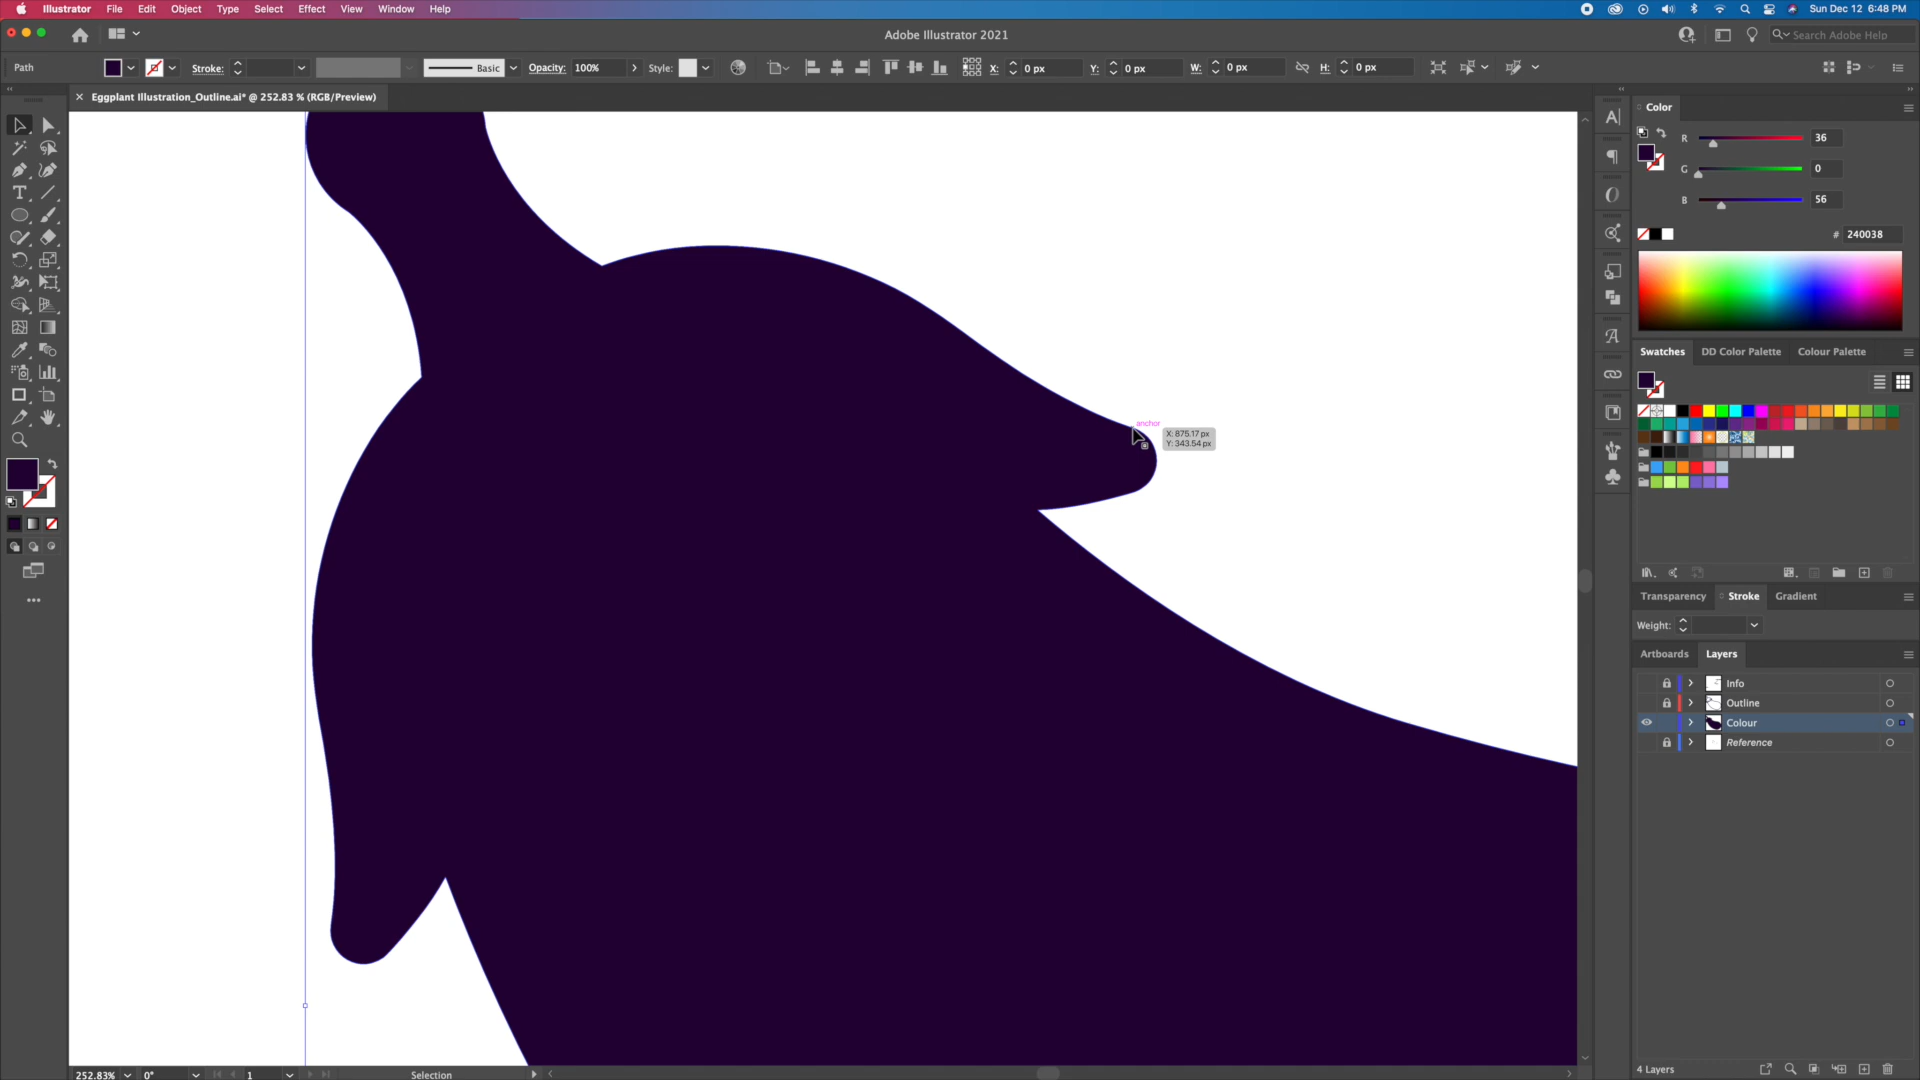 Illustrator File Edit Object Type Select Effect View Window Help
Sun Dec 12 6:48 PM
Adobe Illustrator 2021
Search Adobe Help
Path
Stroke:
Basic
Opacity: 100%
Style:
X: 0 px
Y: 0 px
W: 0 px
H: 0 px
Eggplant Illustration_Outline.ai* @ 252.83 % (RGB/Preview)
anchor
X: 875.17 px
Y: 343.54 px
Color
R 36
G 0
B 56
# 240038
Swatches DD Color Palette Colour Palette
Transparency Stroke Gradient
Weight:
Artboards Layers
Info
Outline
Colour
Reference
4 Layers
252.83% 0° 1 Selection